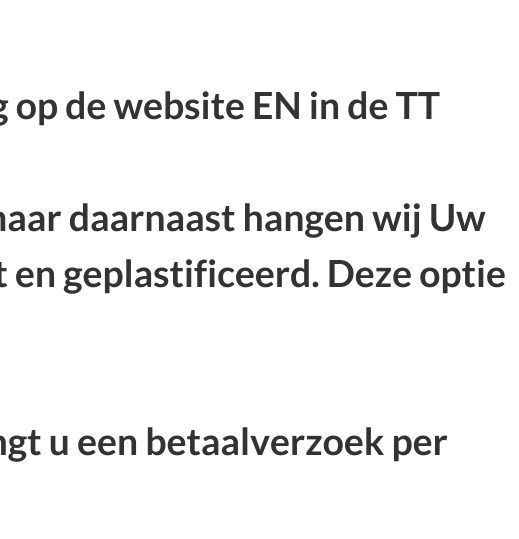 g op de website EN in de TT
naar daarnaast hangen wij Uw
t en geplastificeerd. Deze optie
ngt u een betaalverzoek per